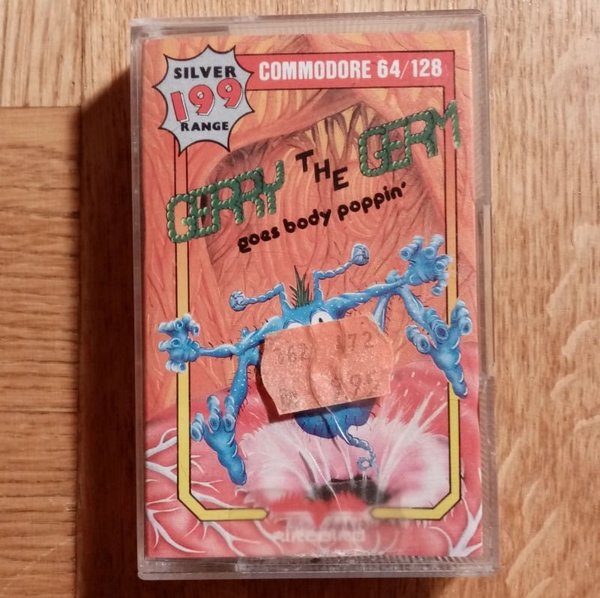 SILVER
199
RANGE
COMMODORE 64/128
GERRY THE GERM
goes body poppin'